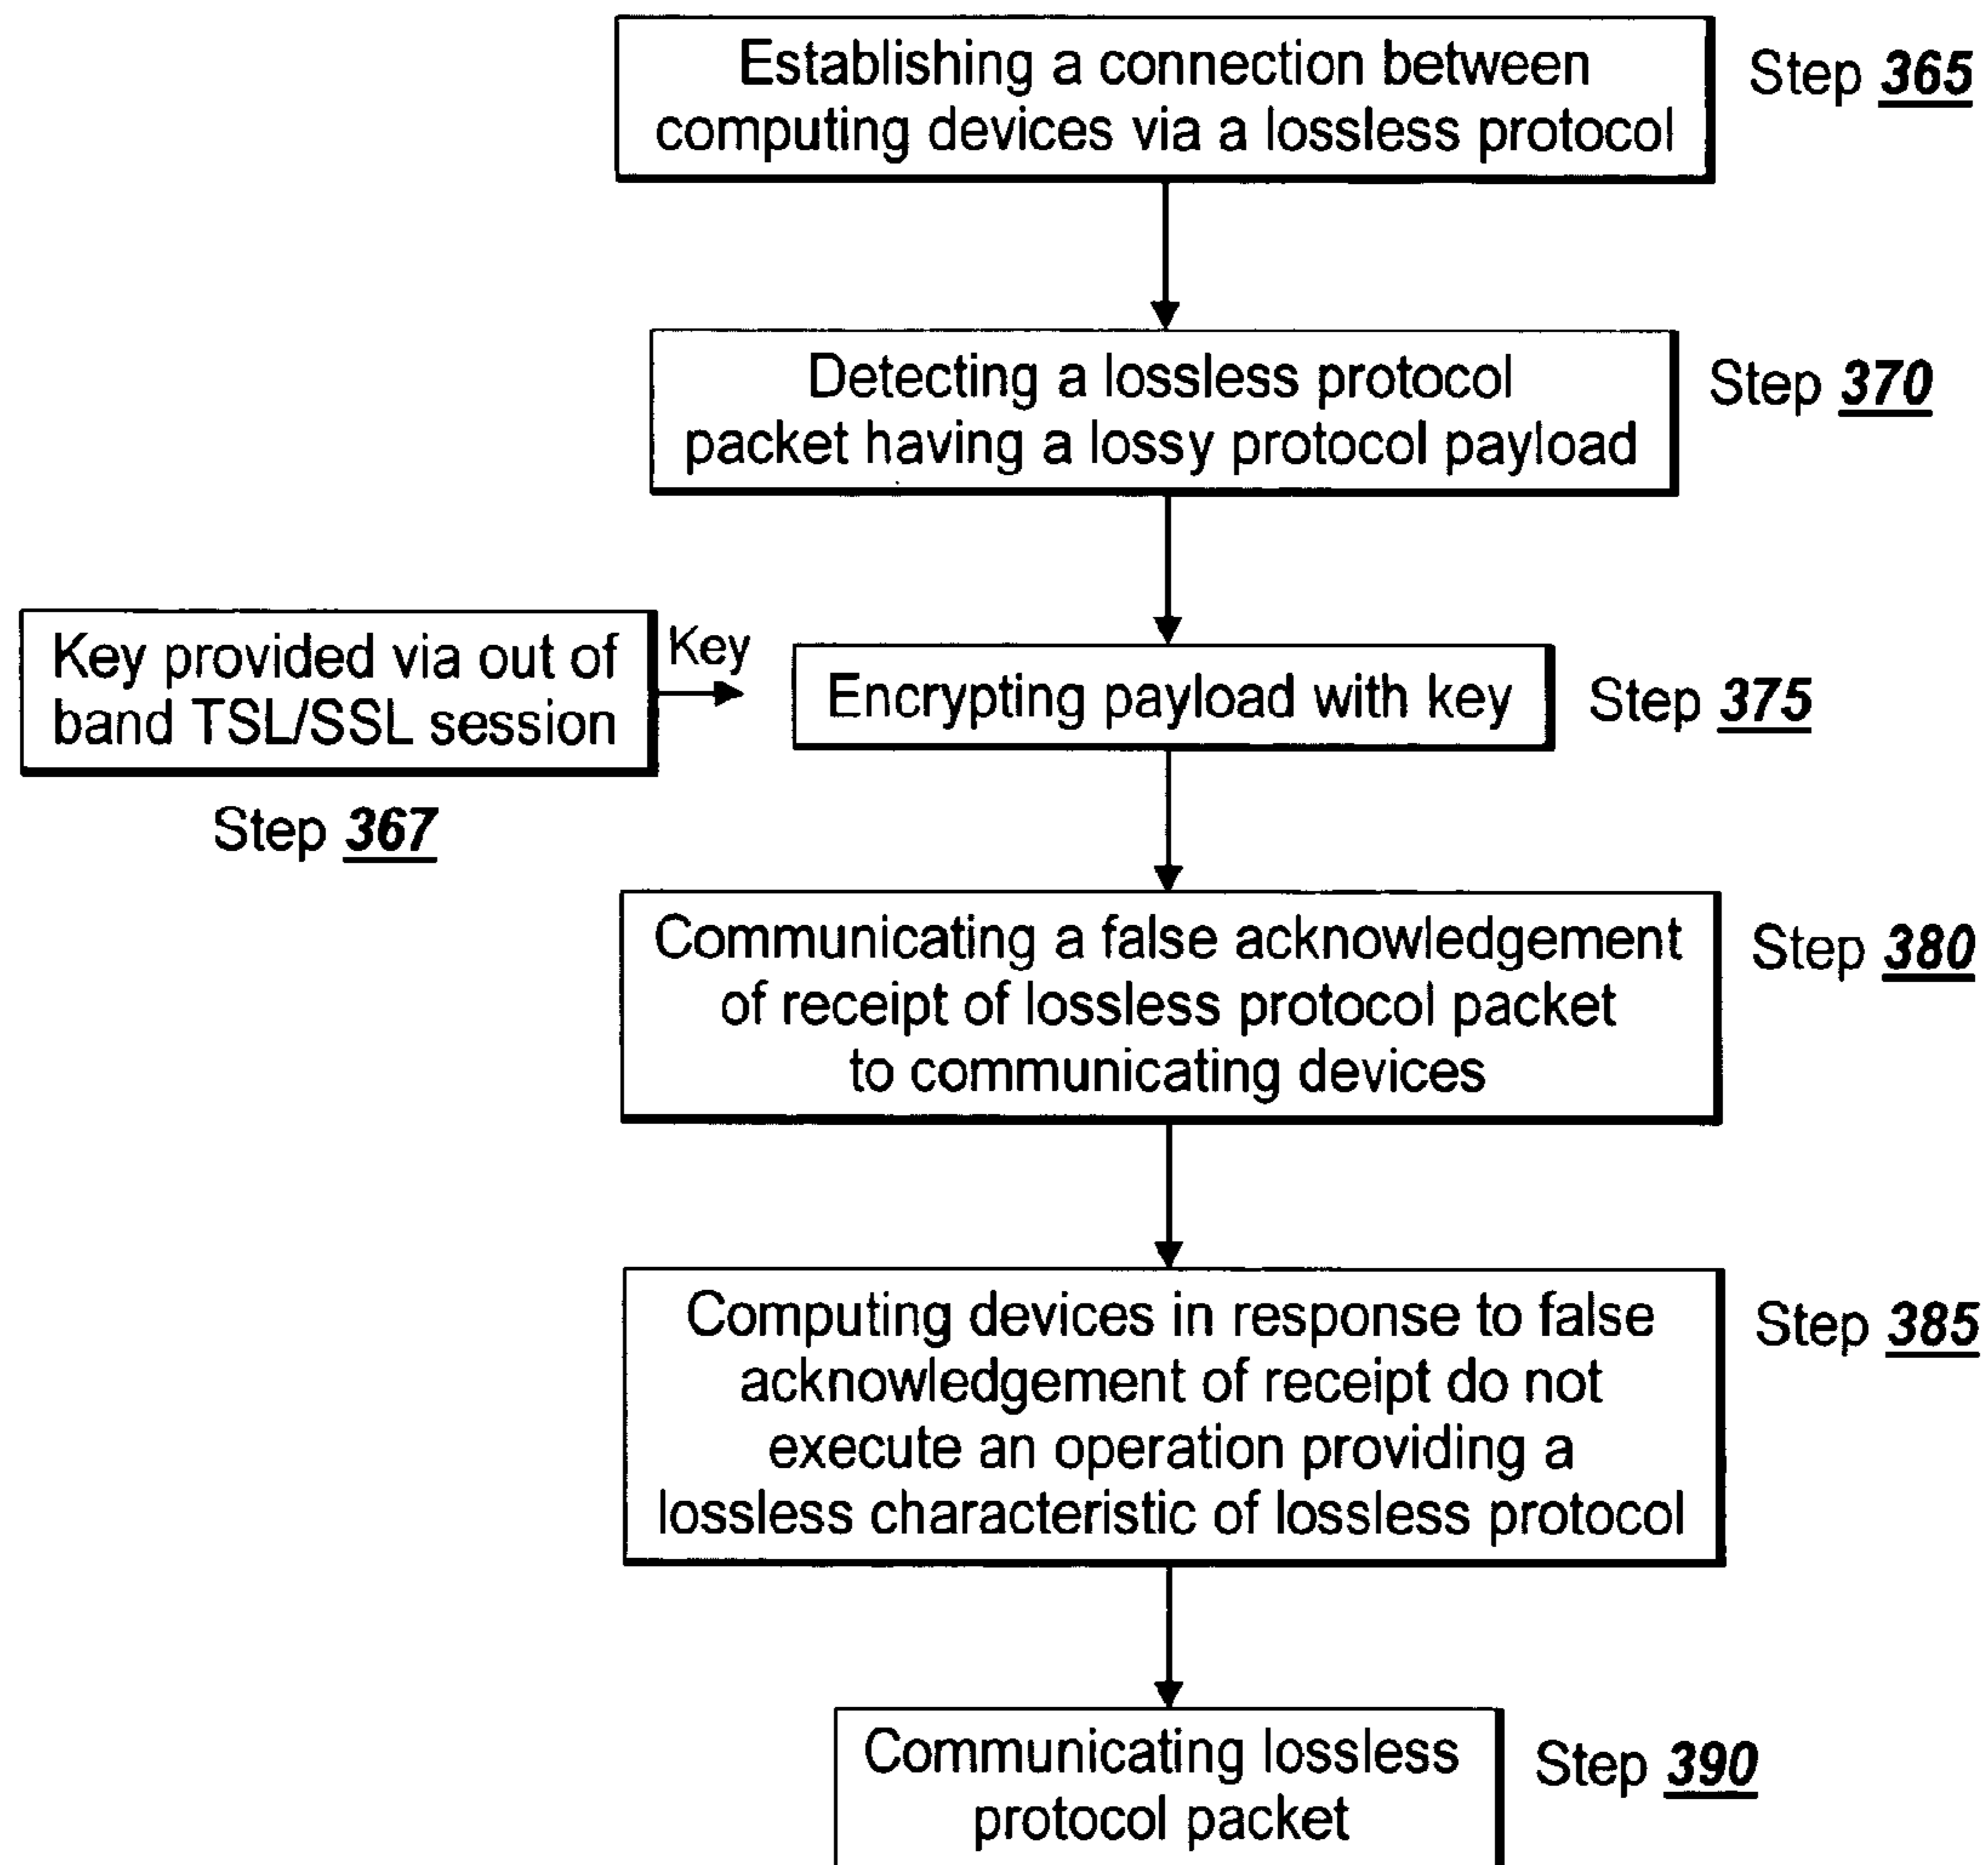 Establishing a connection between
computing devices via a lossless protocol
Step 365
Detecting a lossless protocol
packet having a lossy protocol payload
Step 370
Key provided via out of
band TSL/SSL session
Step 367
Key
Encrypting payload with key
Step 375
Communicating a false acknowledgement
of receipt of lossless protocol packet
to communicating devices
Step 380
Computing devices in response to false
acknowledgement of receipt do not
execute an operation providing a
lossless characteristic of lossless protocol
Step 385
Communicating lossless
protocol packet
Step 390